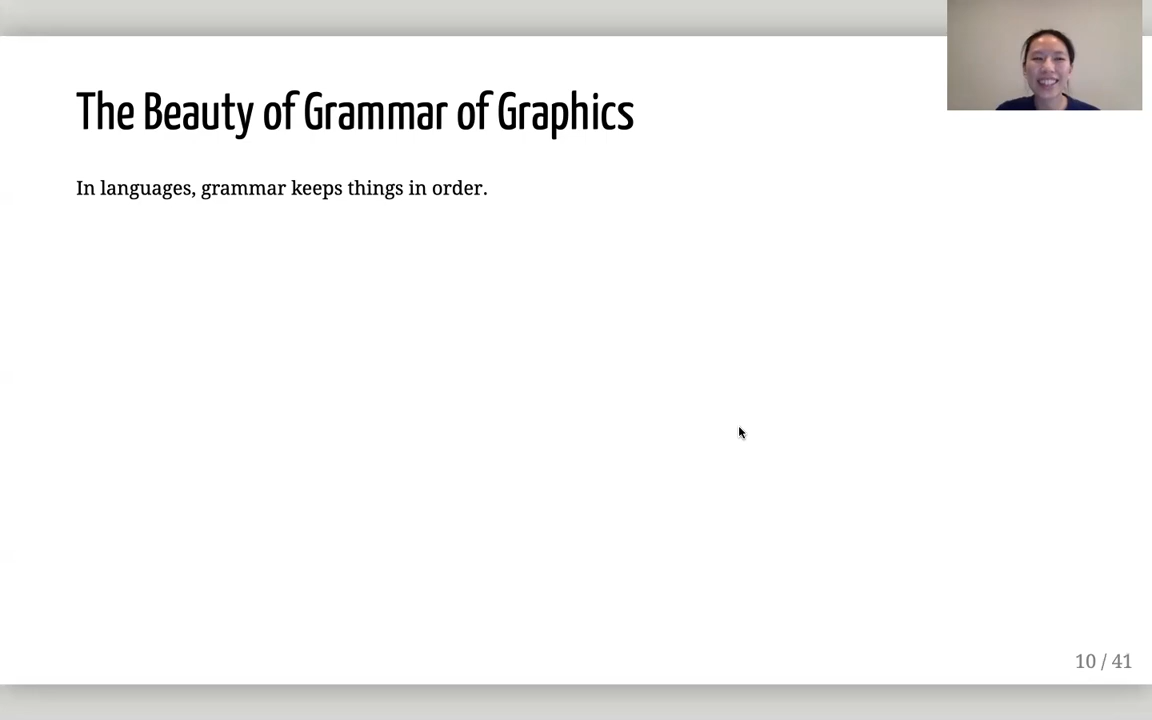 The Beauty of Grammar of Graphics
In languages, grammar keeps things in order.
10 / 41